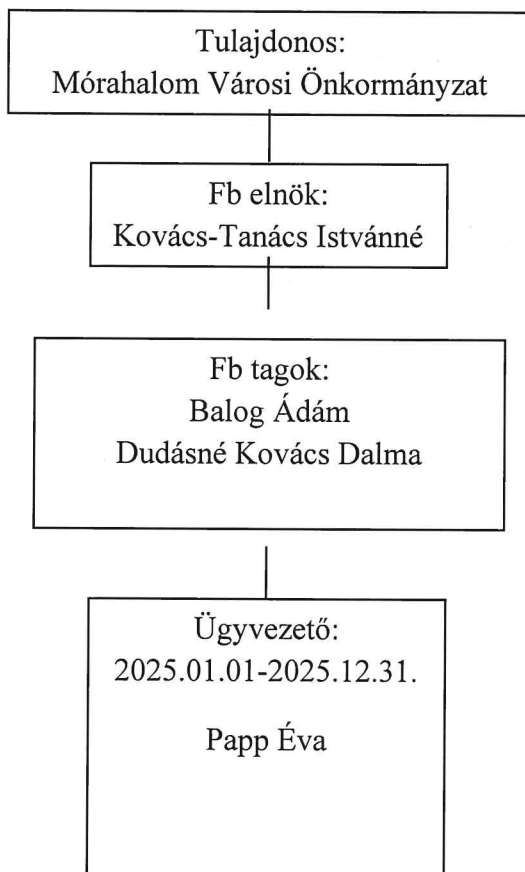 Tulajdonos:
Mórahalom Városi Önkormányzat
Fb elnök:
Kovács-Tanács Istvánné
Fb tagok:
Balog Ádám
Dudásné Kovács Dalma
Ügyvezető:
2025.01.01-2025.12.31.
Papp Éva